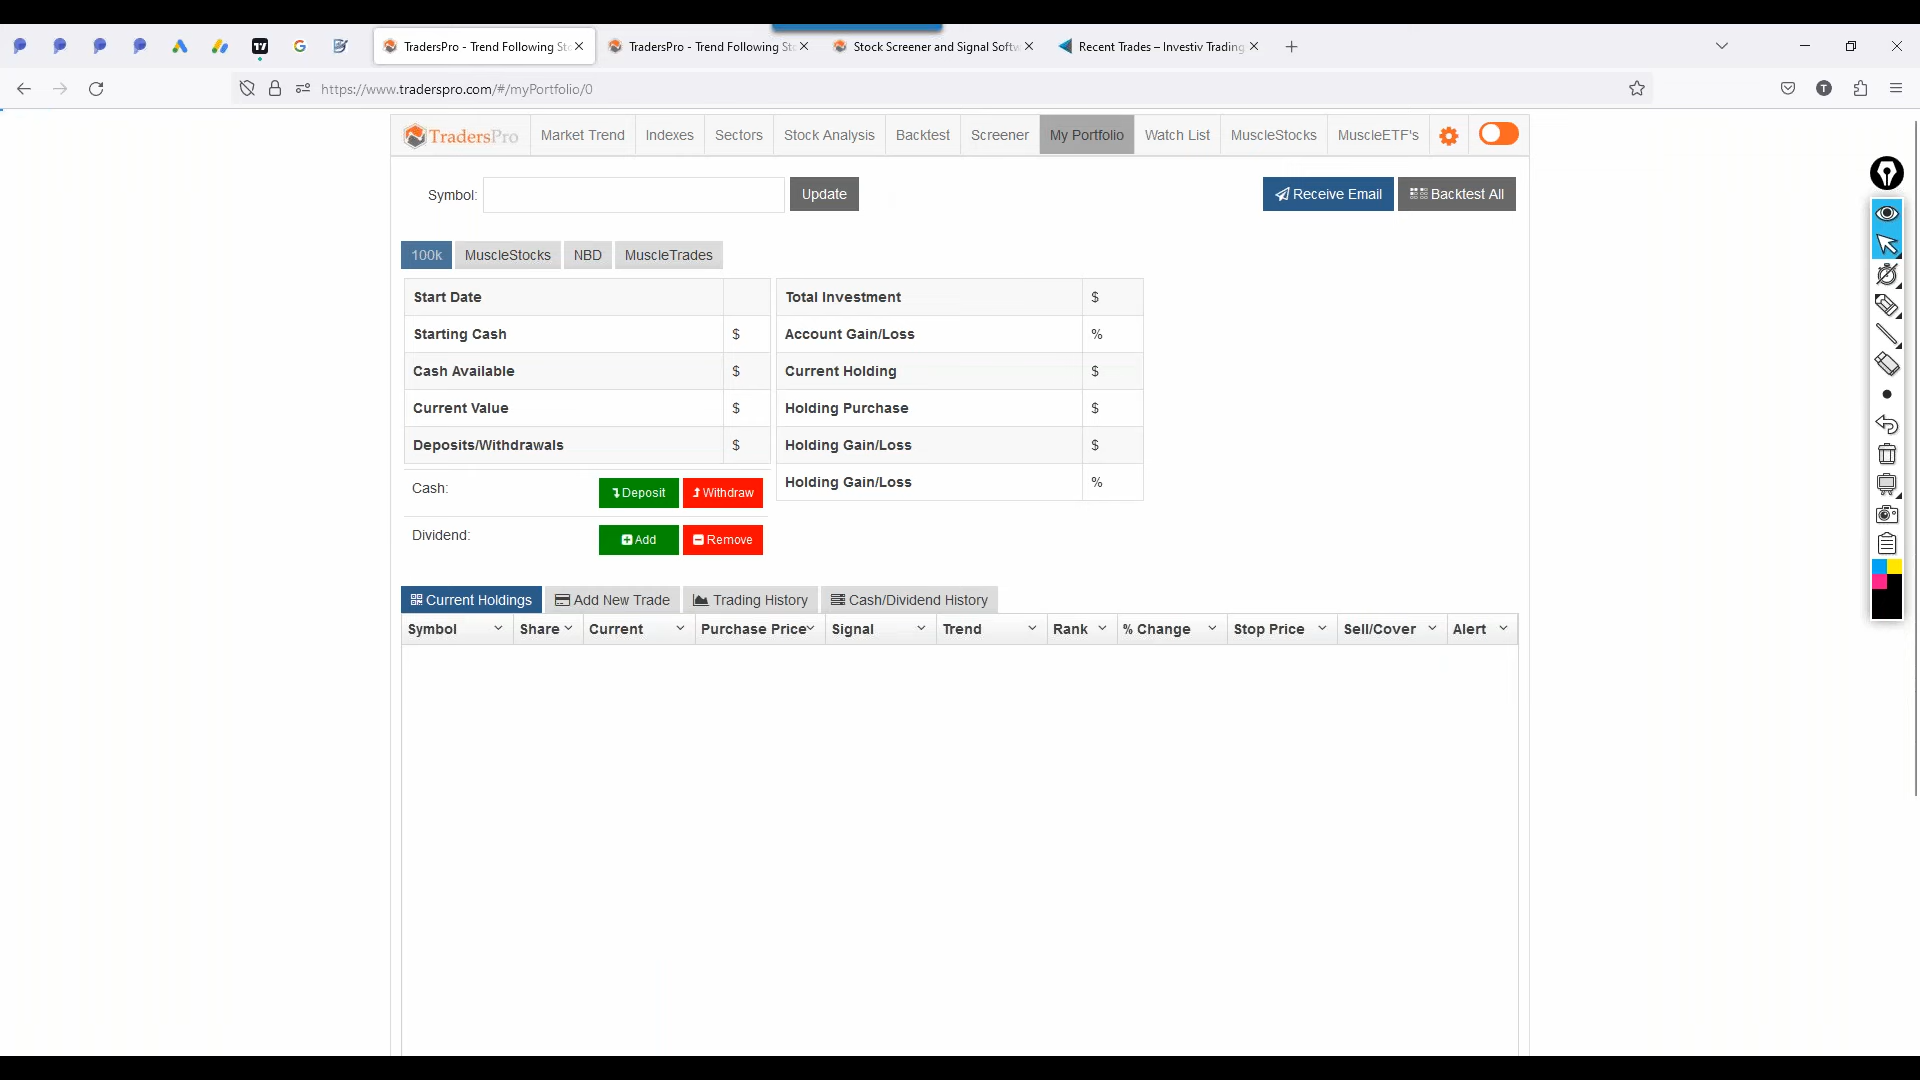 TradersPro - Trend Following St
TradersPro - Trend Following St
Stock Screener and Signal Softw
Recent Trades – Investiv Trading
https://www.traderspro.com/#/myPortfolio/0
T
TradersPro
Market Trend
Indexes
Sectors
Stock Analysis
Backtest
Screener
My Portfolio
Watch List
MuscleStocks
MuscleETF's
Symbol:
Update
Receive Email
Backtest All
100k
MuscleStocks
NBD
MuscleTrades
Start Date
Starting Cash $
Cash Available $
Current Value $
Deposits/Withdrawals $
Total Investment $
Account Gain/Loss %
Current Holding $
Holding Purchase $
Holding Gain/Loss $
Holding Gain/Loss %
Cash:
Deposit
Withdraw
Dividend:
Add
Remove
Current Holdings
Add New Trade
Trading History
Cash/Dividend History
Symbol
Share
Current
Purchase Price
Signal
Trend
Rank
% Change
Stop Price
Sell/Cover
Alert